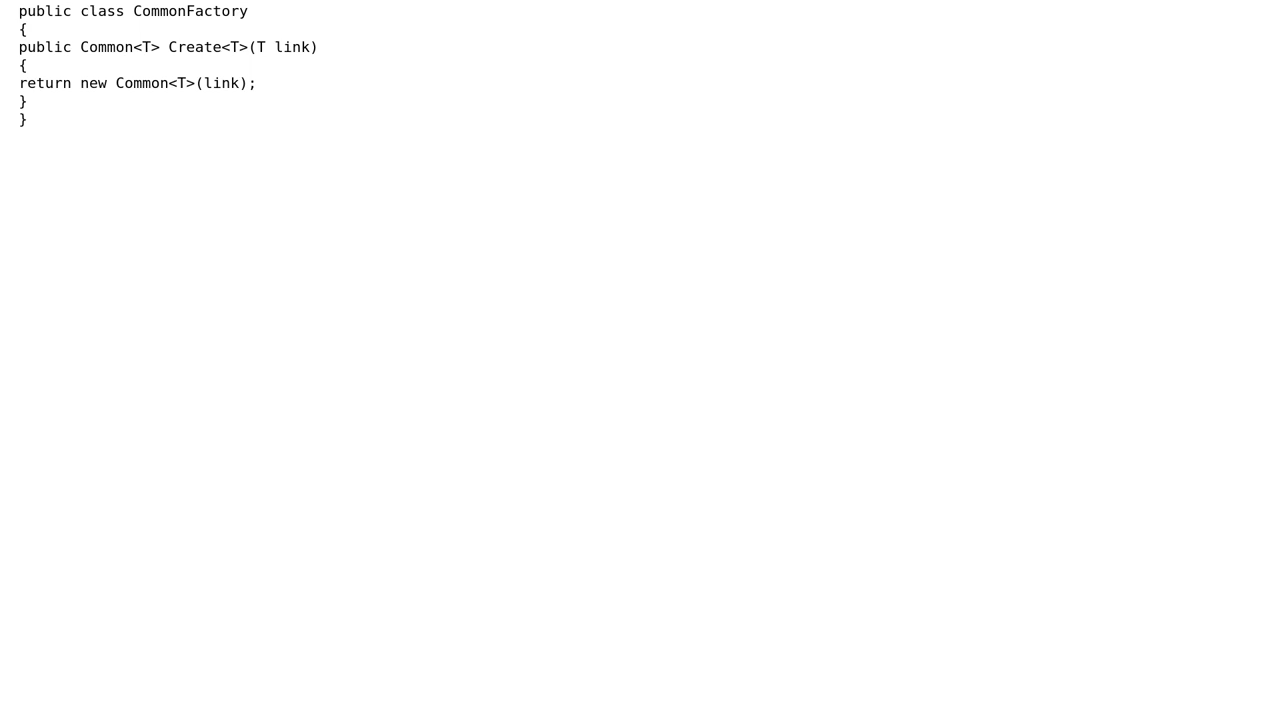 public class CommonFactory
{
public Common<T> Create<T>(T link)
{
return new Common<T>(link);
}
}